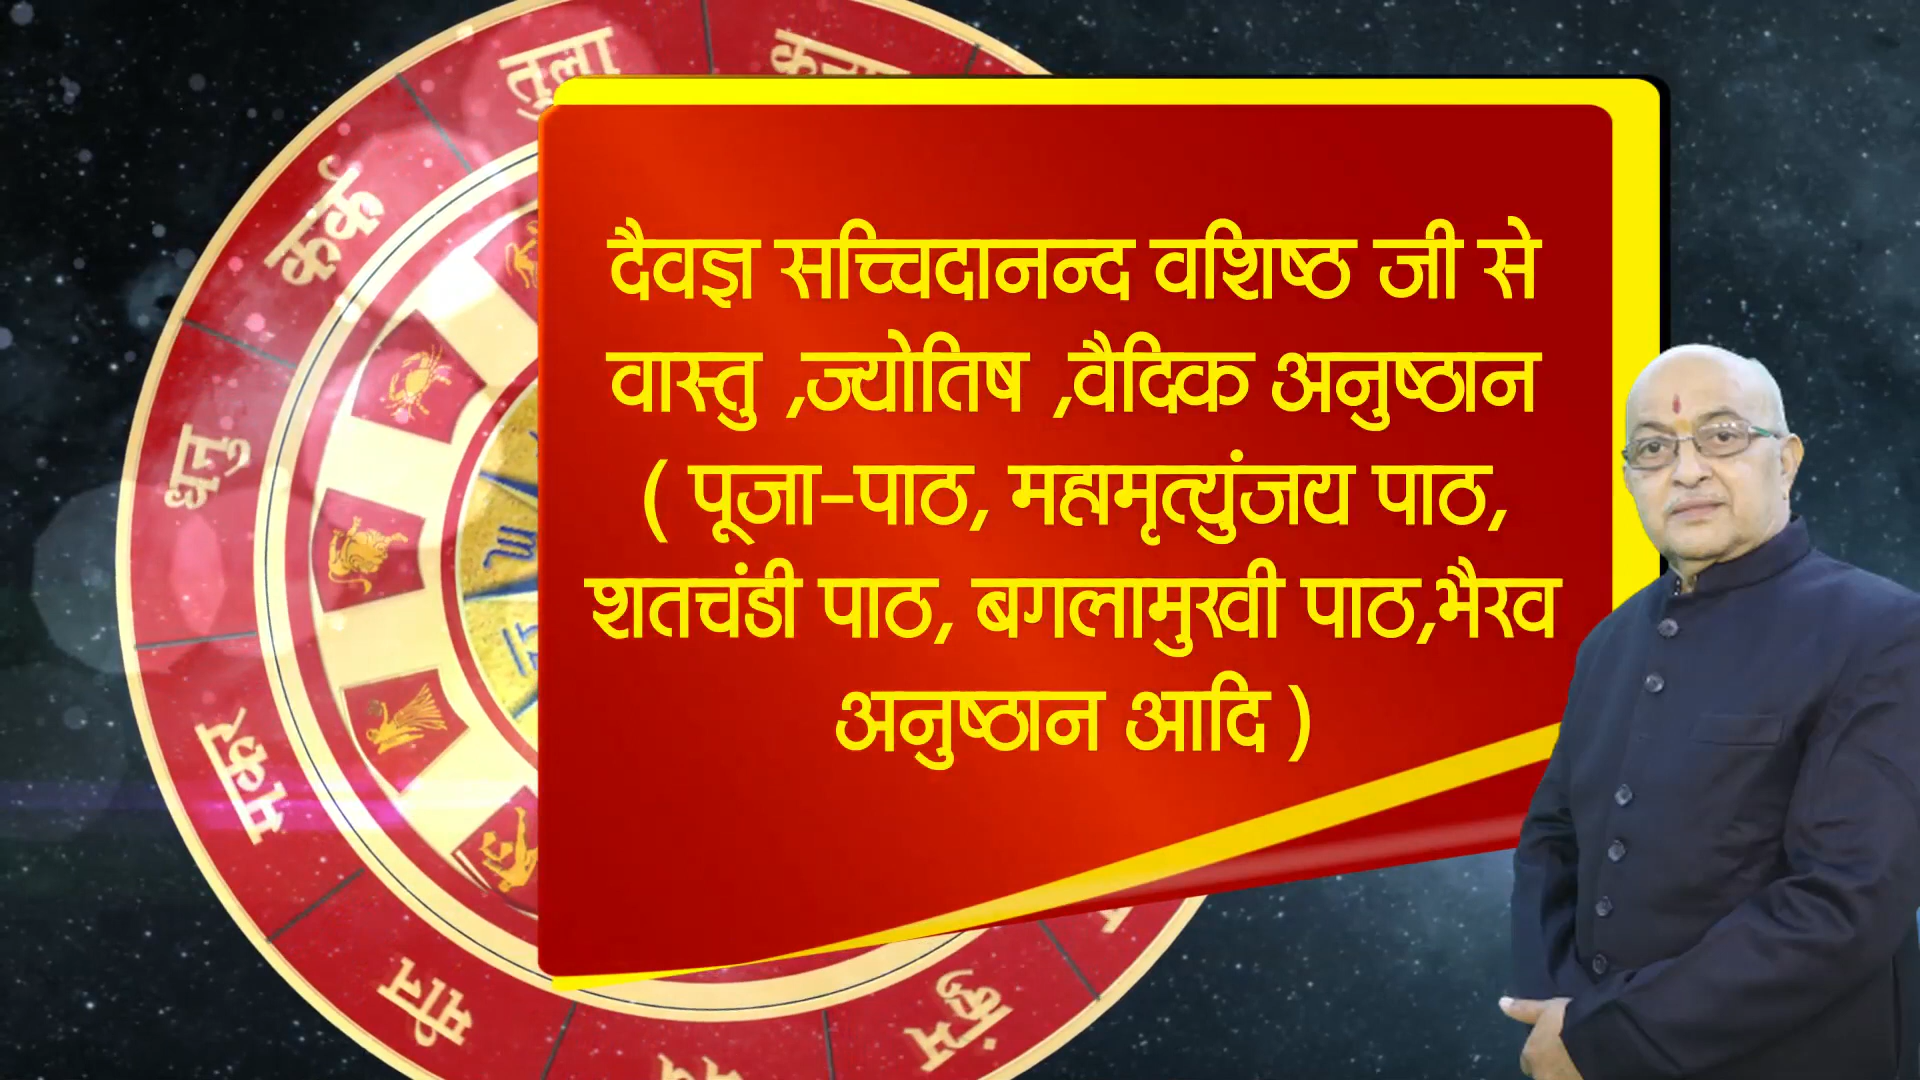 तुला
कर्क
धनु
मकर
मीन
कुंभ
दैवज्ञ सच्चिदानन्द वशिष्ठ जी से
वास्तु ,ज्योतिष ,वैदिक अनुष्ठान
( पूजा-पाठ, महामृत्युंजय पाठ,
शतचंडी पाठ, बगलामुखी पाठ,भैरव
अनुष्ठान आदि )